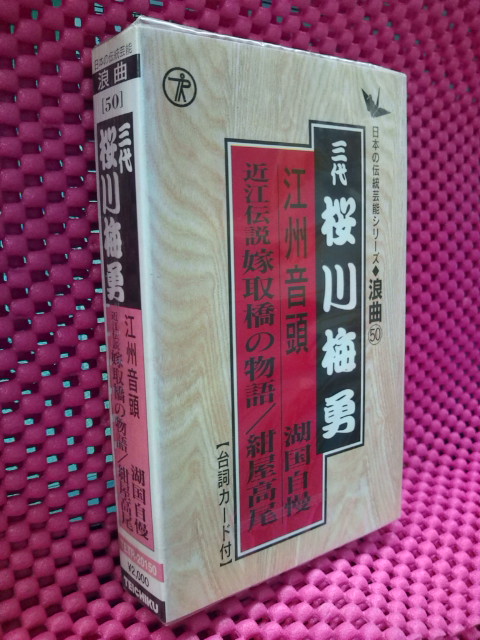 日本の伝統芸能
浪曲
[50]
三代
桜川梅勇
江州音頭
湖国自慢
近江伝説嫁取橋の物語/紺屋高尾
¥2,000
TEICHIKU
日本の伝統芸能シリーズ◆浪曲㊿
三代
桜川梅勇
江州音頭
湖国自慢
近江伝説嫁取橋の物語/紺屋高尾
【台詞カード付】